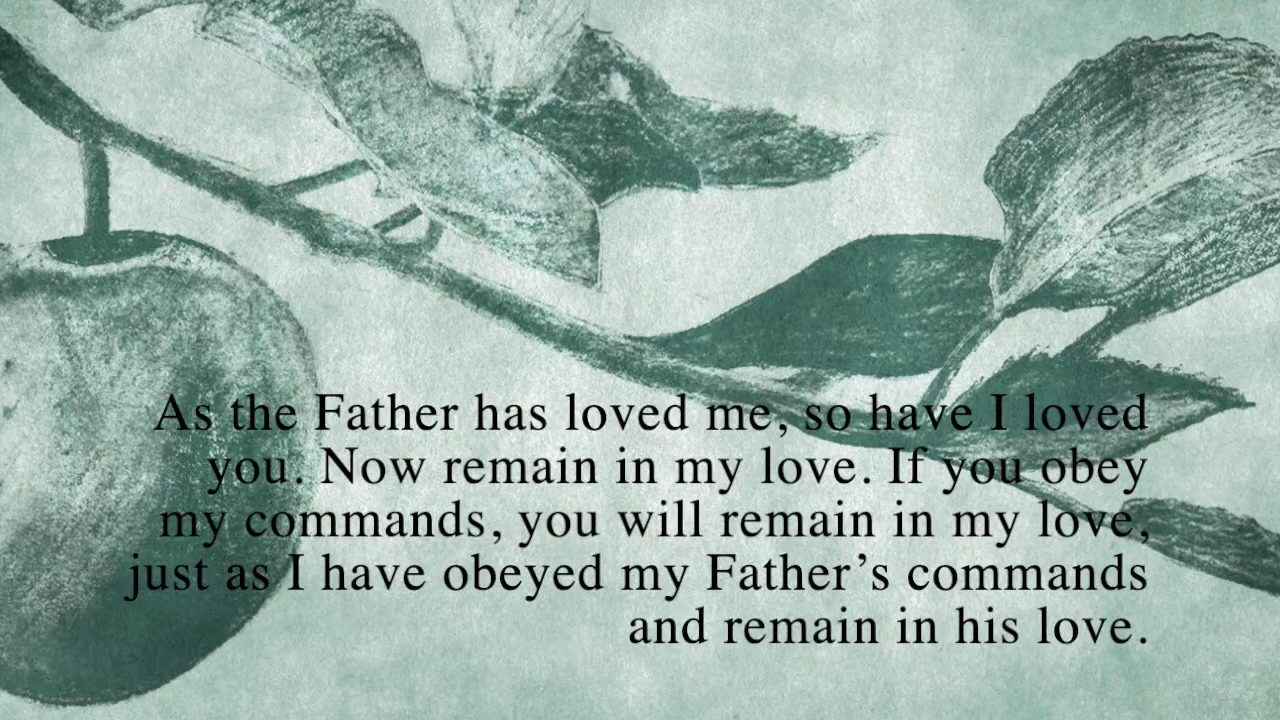 As the Father has loved me, so have I loved
you. Now remain in my love. If you obey
my commands, you will remain in my love,
just as I have obeyed my Father’s commands
and remain in his love.